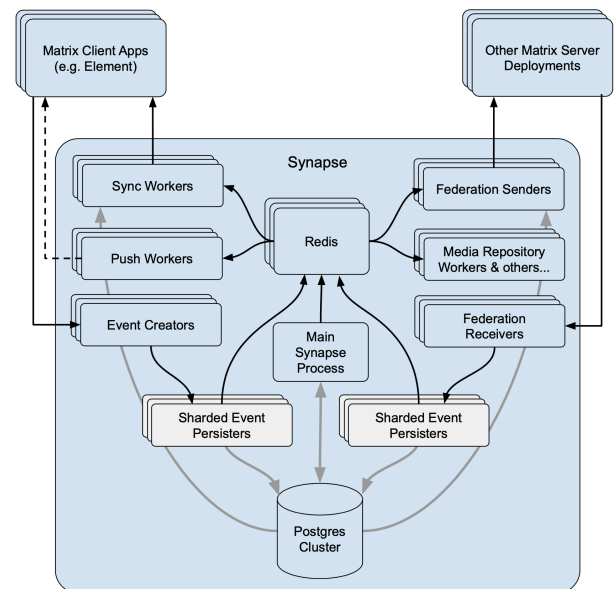 Matrix Client Apps
(e.g. Element)
Other Matrix Server
Deployments
Synapse
Sync Workers
Federation Senders
Redis
Push Workers
Media Repository
Workers & others...
Event Creators
Federation
Receivers
Main
Synapse
Process
Sharded Event
Persisters
Sharded Event
Persisters
Postgres
Cluster